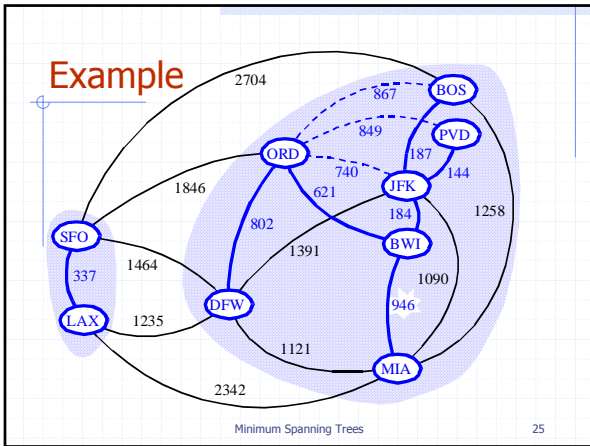 Example
2704
867
BOS
849
PVD
ORD
187
740
144
1846
JFK
621
184
1258
802
SFO
1391
BWI
1464
337
1090
946
DFW
LAX
1235
1121
MIA
2342
Minimum Spanning Trees 25